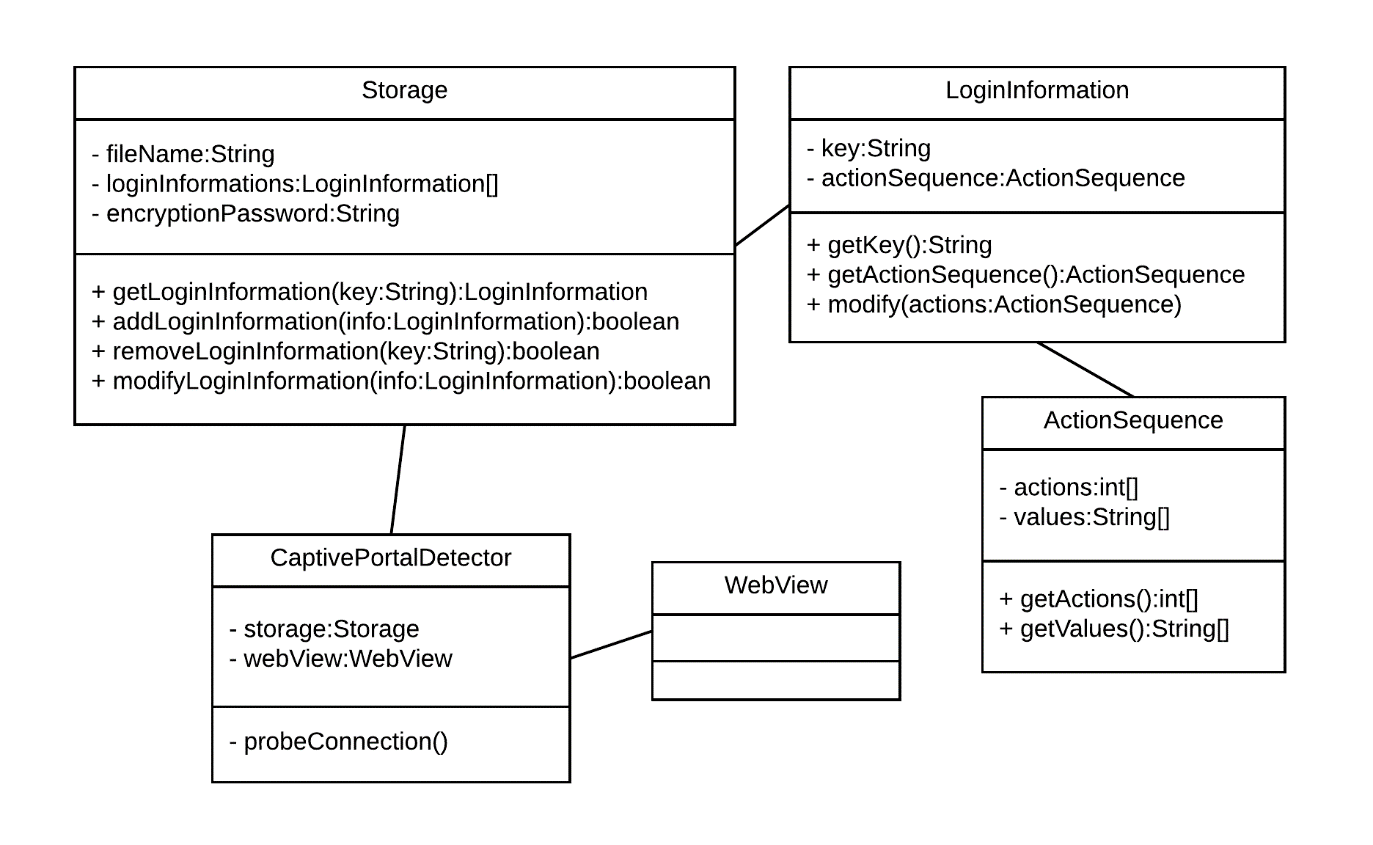 Storage
- fileName:String
- loginInformations:LoginInformation[]
- encryptionPassword:String
+ getLoginInformation(key:String):LoginInformation
+ addLoginInformation(info:LoginInformation):boolean
+ removeLoginInformation(key:String):boolean
+ modifyLoginInformation(info:LoginInformation):boolean
LoginInformation
- key:String
- actionSequence:ActionSequence
+ getKey():String
+ getActionSequence():ActionSequence
+ modify(actions:ActionSequence)
ActionSequence
- actions:int[]
- values:String[]
+ getActions():int[]
+ getValues():String[]
CaptivePortalDetector
- storage:Storage
- webView:WebView
- probeConnection()
WebView